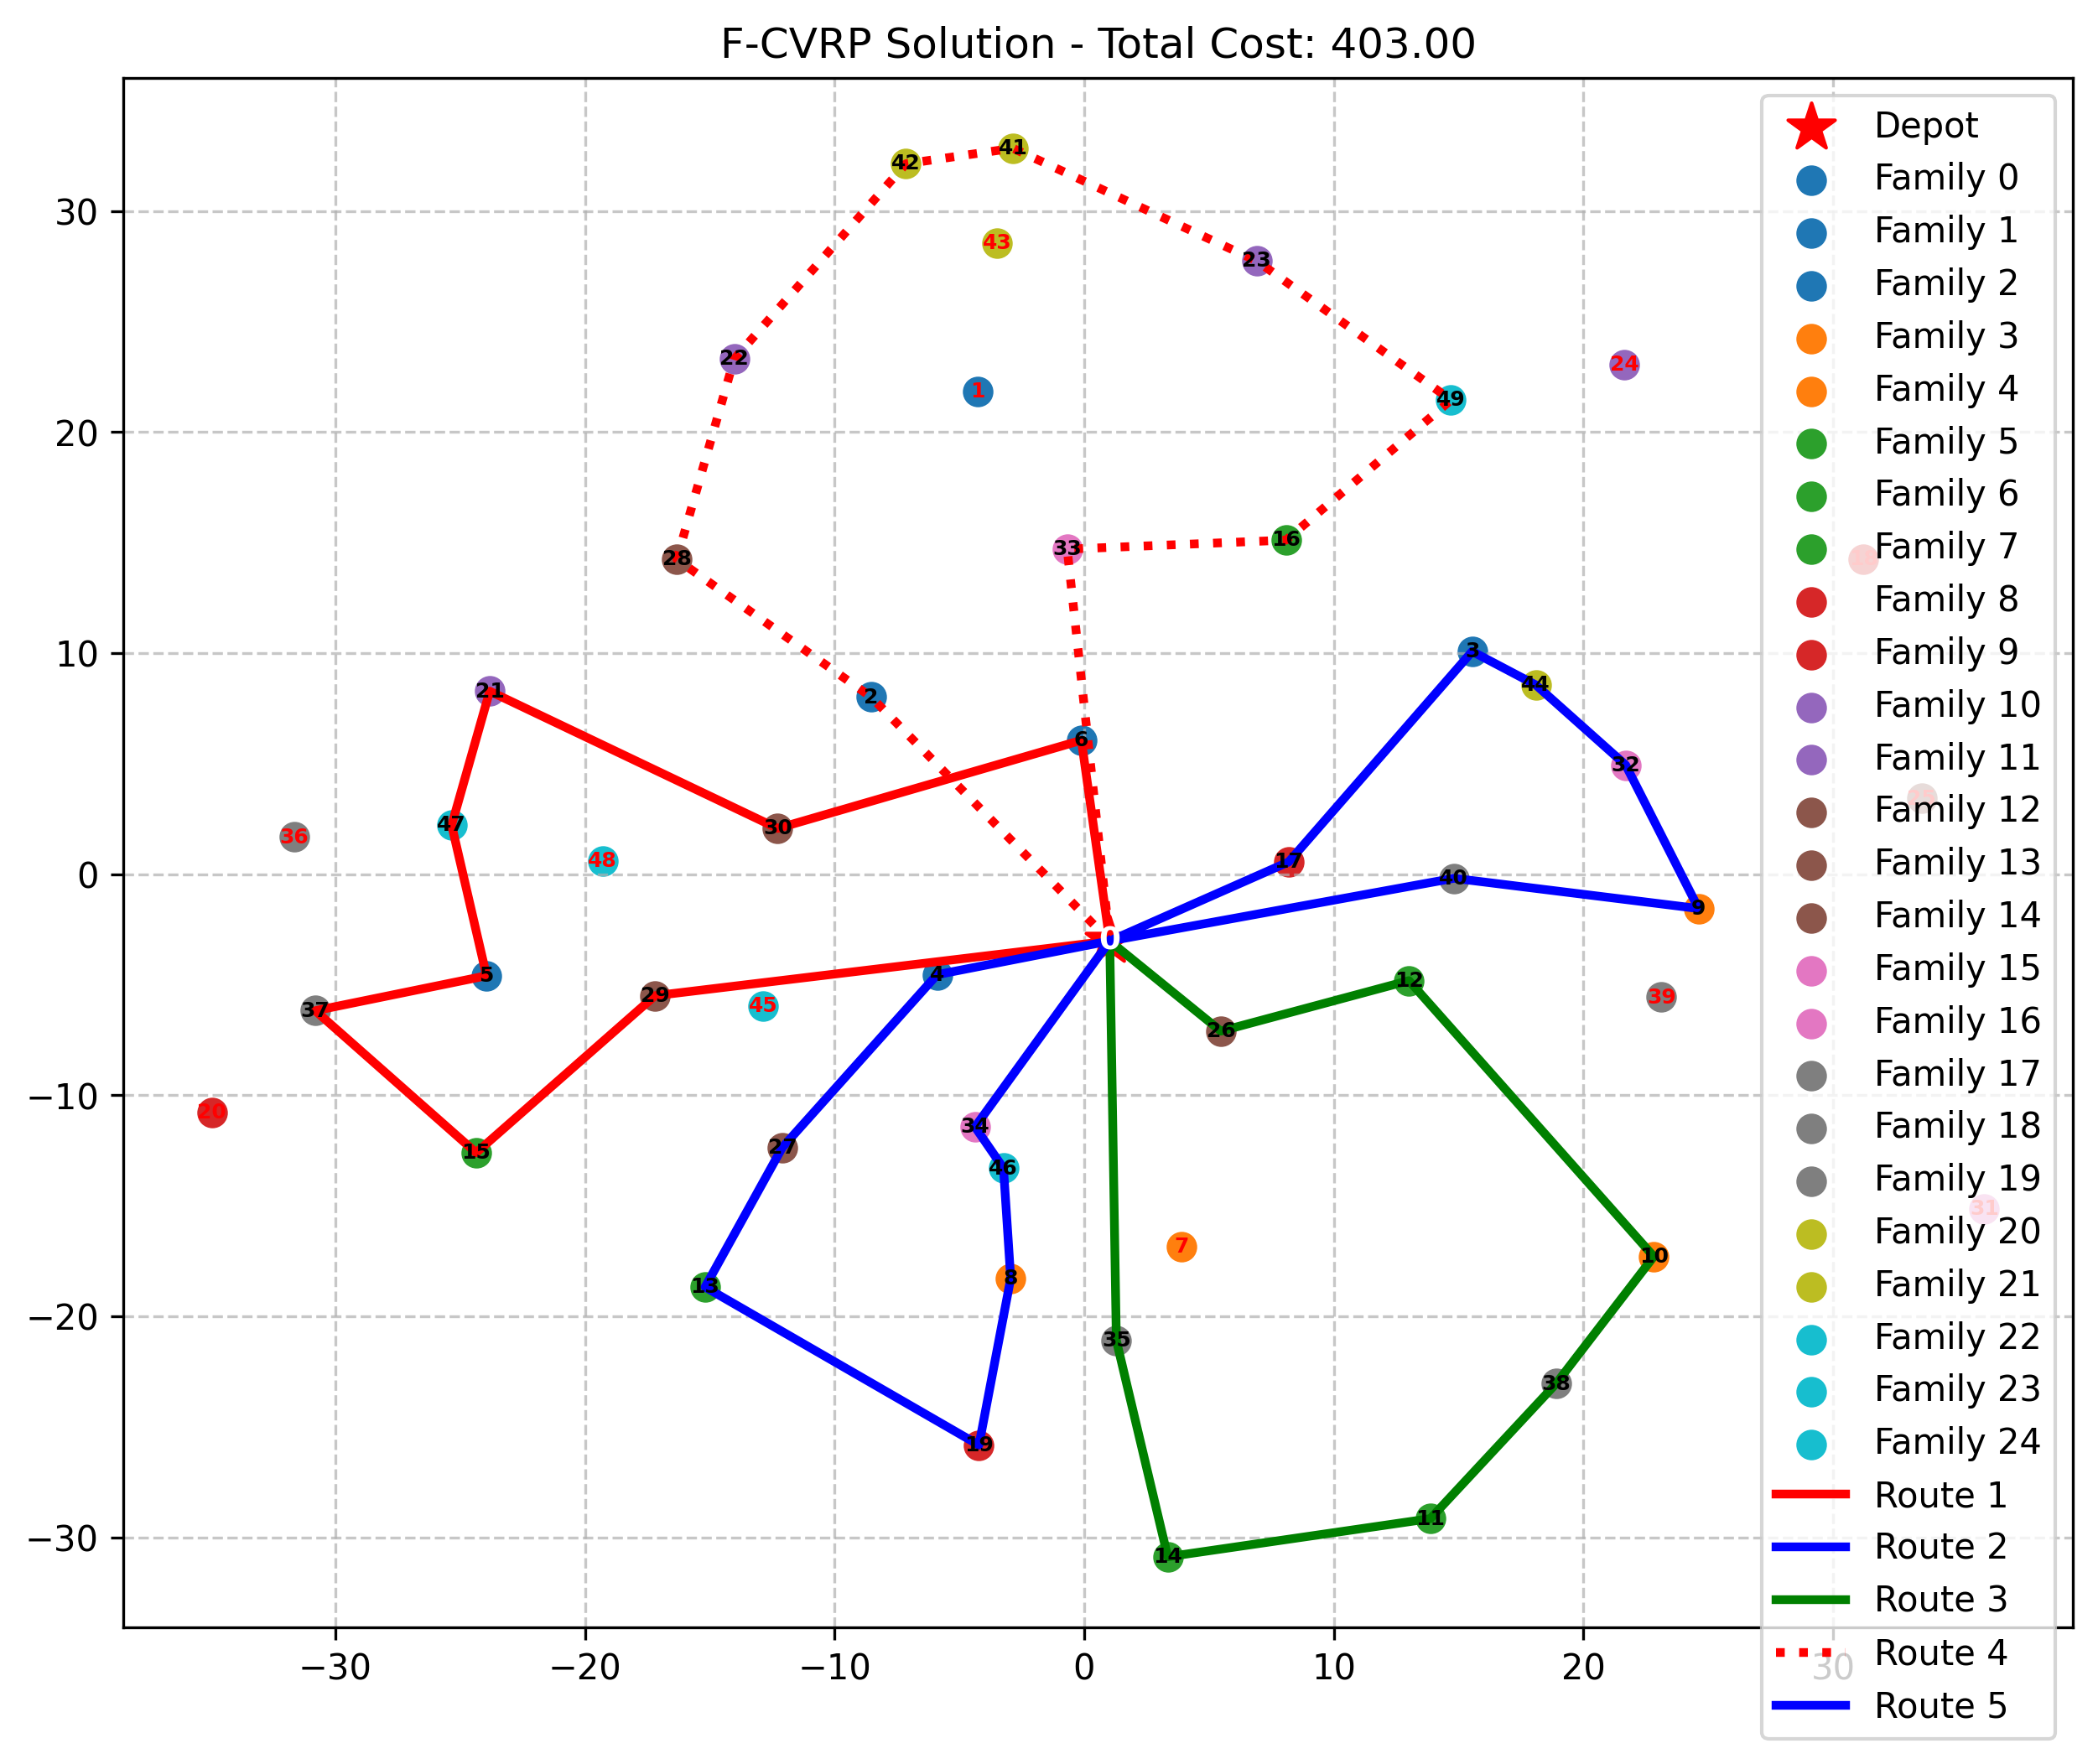 F-CVRP Solution - Total Cost: 403.00
42
41
30
43
23
22
1
24
49
20
33
16
28
10
3
21
2
44
6
32
47
30
36
48
17
0
40
9
0
5
4
12
29
45
39
37
26
−10
20
34
15
27
46
31
7
10
13
8
−20
35
38
19
11
−30
14
−30
−20
−10
0
10
20
30
Depot
Family 0
Family 1
Family 2
Family 3
Family 4
Family 5
Family 6
Family 7
Family 8
Family 9
Family 10
Family 11
Family 12
Family 13
Family 14
Family 15
Family 16
Family 17
Family 18
Family 19
Family 20
Family 21
Family 22
Family 23
Family 24
Route 1
Route 2
Route 3
Route 4
Route 5